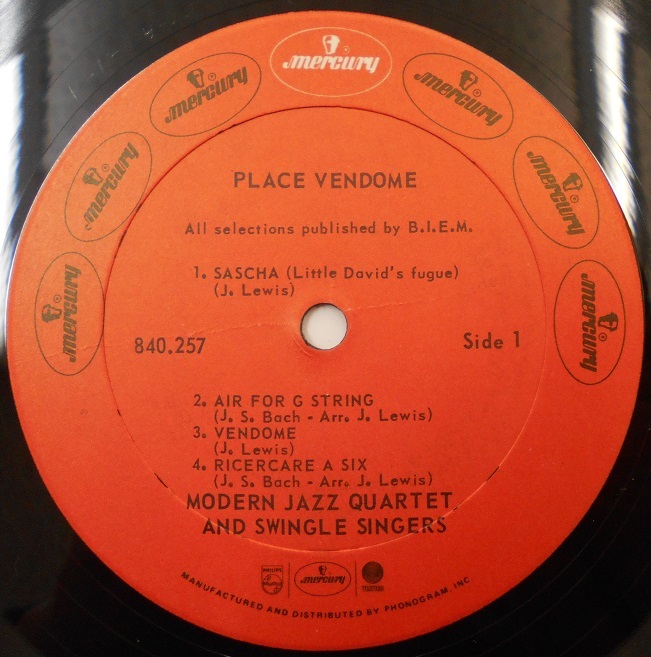 mercury
mercury
mercury
mercury
mercury
mercury
mercury
PLACE VENDOME
All selections published by B.I.E.M.
1. SASCHA (Little David's fugue)
(J. Lewis)
840.257
Side 1
2. AIR FOR G STRING
(J. S. Bach - Arr. J. Lewis)
3. VENDOME
(J. Lewis)
4. RICERCARE A SIX
(J. S. Bach - Arr. J. Lewis)
MODERN JAZZ QUARTET
AND SWINGLE SINGERS
PHILIPS
mercury
MANUFACTURED AND DISTRIBUTED BY PHONOGRAM, INC.